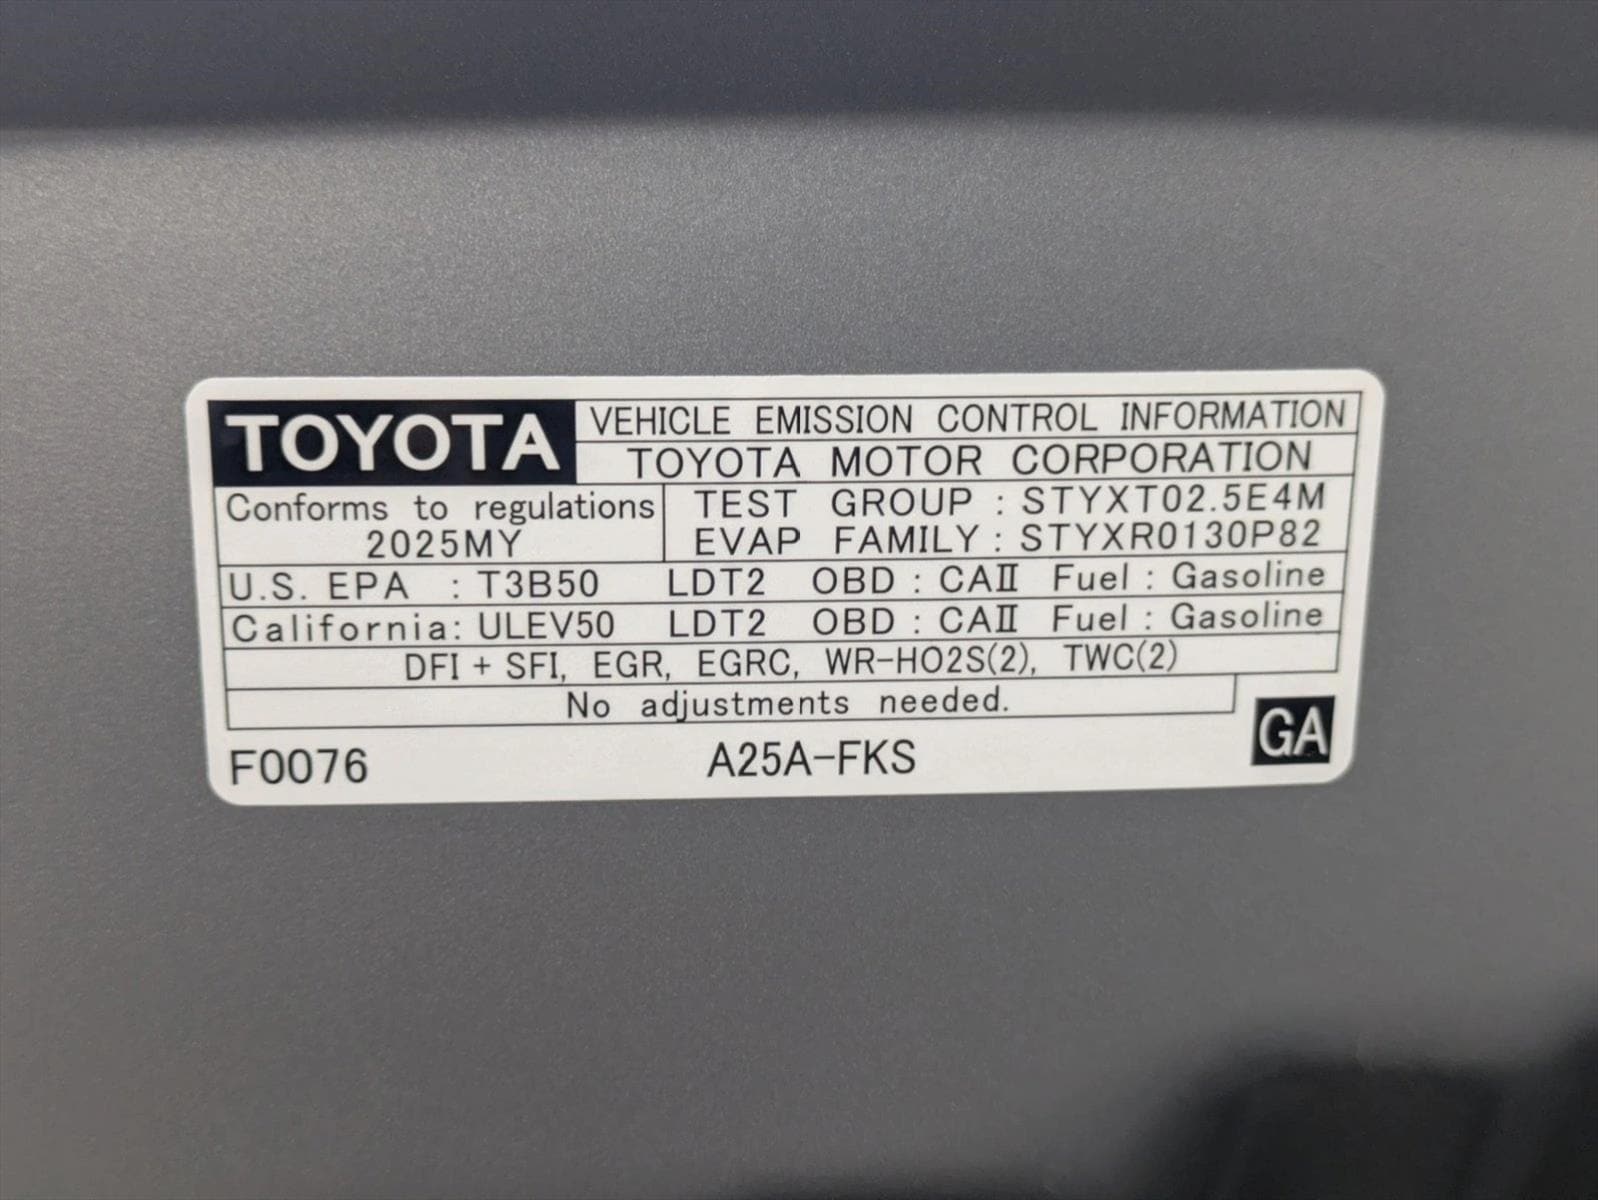 TOYOTA
VEHICLE EMISSION CONTROL INFORMATION
TOYOTA MOTOR CORPORATION
Conforms to regulations
2025MY
TEST GROUP : STYXT02.5E4M
EVAP FAMILY : STYXR0130P82
U.S. EPA : T3B50 LDT2 OBD : CAⅡ Fuel : Gasoline
California: ULEV50 LDT2 OBD : CAⅡ Fuel : Gasoline
DFI + SFI, EGR, EGRC, WR-HO2S(2), TWC(2)
No adjustments needed.
GA
F0076
A25A-FKS